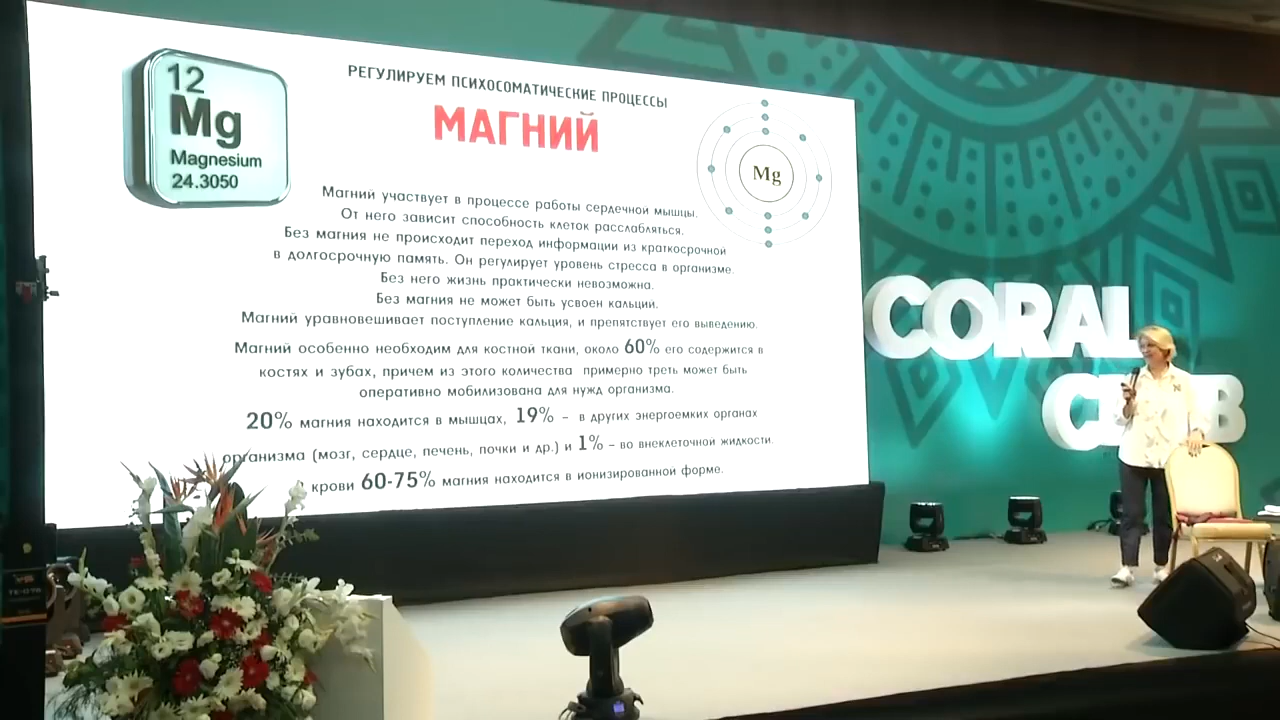 12
Mg
Magnesium
24.3050
РЕГУЛИРУЕМ ПСИХОСОМАТИЧЕСКИЕ ПРОЦЕССЫ
МАГНИЙ
Mg
Магний участвует в процессе работы сердечной мышцы.
От него зависит способность клеток расслабляться.
Без магния не происходит переход информации из краткосрочной
в долгосрочную память. Он регулирует уровень стресса в организме.
Без него жизнь практически невозможна.
Без магния не может быть усвоен кальций.
Магний уравновешивает поступление кальция, и препятствует его выведению.
Магний особенно необходим для костной ткани, около 60% его содержится в
костях и зубах, причем из этого количества примерно треть может быть
оперативно мобилизована для нужд организма.
20% магния находится в мышцах, 19% – в других энергоемких органах
организма (мозг, сердце, печень, почки и др.) и 1% – во внеклеточной жидкости.
крови 60-75% магния находится в ионизированной форме.
CORAL